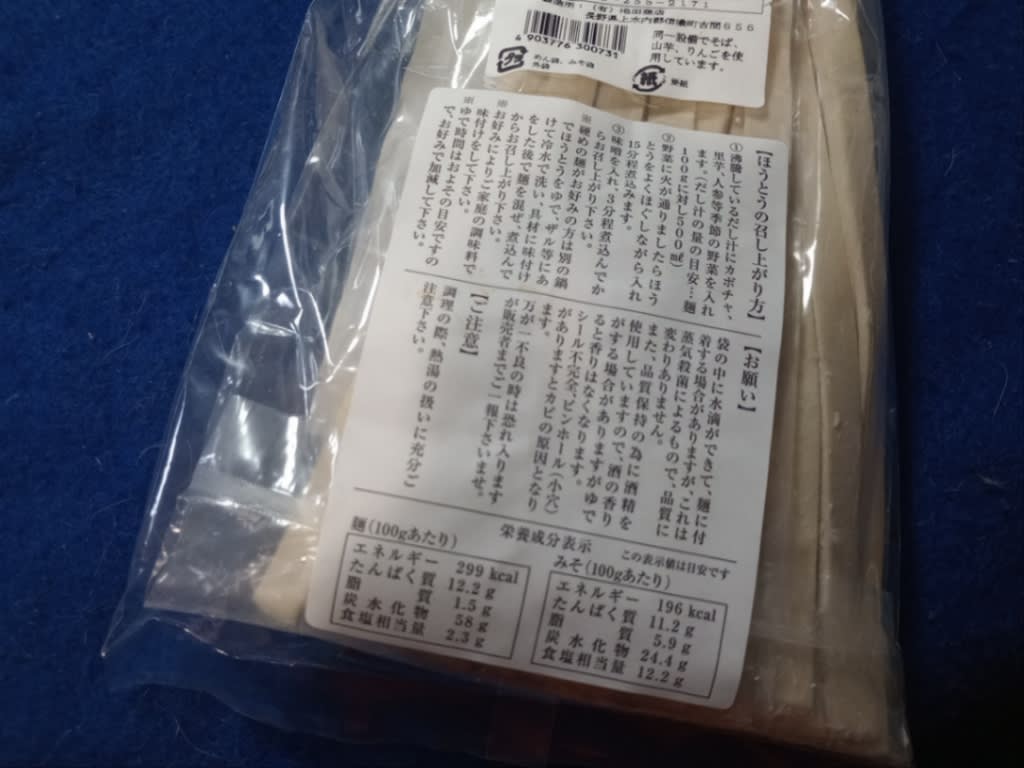 -255-2171
製造所:(有)池田商店
長野県上水内郡信濃町古間656
4 903776 300731
同一設備でそば、
山芋、りんごを使
用しています。
プラ
めん袋、みそ袋
外袋
紙
要紙
【ほうとうの召し上がり方】
①沸騰しているだし汁にカボチャ、
里芋、人参等季節の野菜を入れ
ます。(だし汁の量の目安…麺
100gに対し500㎖)
②野菜に火が通りましたらほう
とうをよくほぐしながら入れ
15分程煮込みます。
③味噌を入れ、3分程煮込んでか
らお召し上がり下さい。
※硬めの麺がお好みの方は別の鍋
でほうとうをゆで、ザル等にあ
けて冷水で洗い、具材に味付け
をした後で麺を混ぜ、煮込んで
からお召し上がり下さい。
※お好みによりご家庭の調味料で
味付けをして下さい。
※ゆで時間はおよその目安ですの
で、お好みで加減して下さい。
【お願い】
袋の中に水滴ができて、麺に付
着する場合がありますが、これは
蒸気殺菌によるもので、品質に
変わりありません。
また、品質保持の為に酒精を
使用していますので、酒の香り
がする場合がありますがゆで
ると香りはなくなります。
シール不完全、ピンホール(小穴)
がありますとカビの原因となり
ます。
万が一不良の時は恐れ入ります
が販売者までご一報下さいませ。
【ご注意】
調理の際、熱湯の扱いに充分ご
注意下さい。
栄養成分表示
この表示値は目安です
麺(100gあたり)
エネルギー 299 kcal
たんぱく質 12.2 g
脂質 1.5 g
炭水化物 58 g
食塩相当量 2.3 g
みそ(100gあたり)
エネルギー 196 kcal
たんぱく質 11.2 g
脂質 5.9 g
炭水化物 24.4 g
食塩相当量 12.2 g